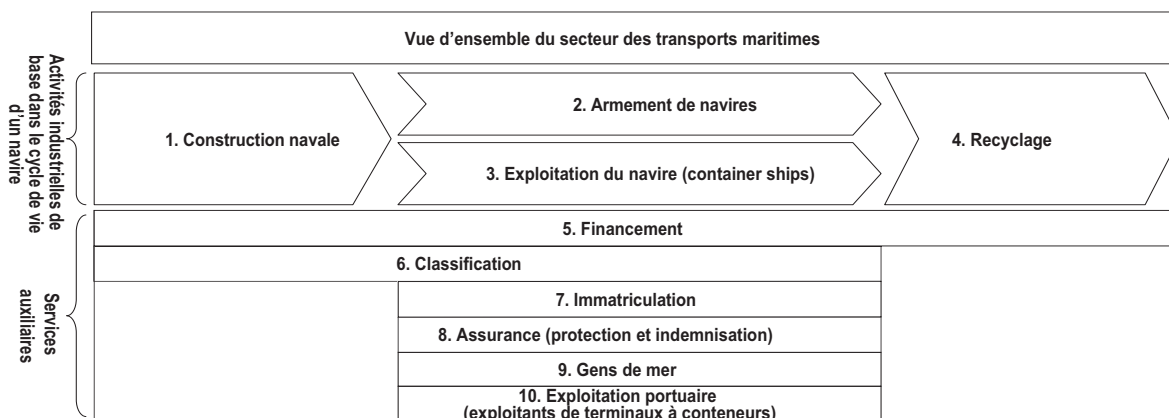 Vue d’ensemble du secteur des transports maritimes
Activités industrielles de
base dans le cycle de vie
d’un navire
1. Construction navale
2. Armement de navires
3. Exploitation du navire (container ships)
4. Recyclage
Services
auxiliaires
5. Financement
6. Classification
7. Immatriculation
8. Assurance (protection et indemnisation)
9. Gens de mer
10. Exploitation portuaire
(exploitants de terminaux à conteneurs)